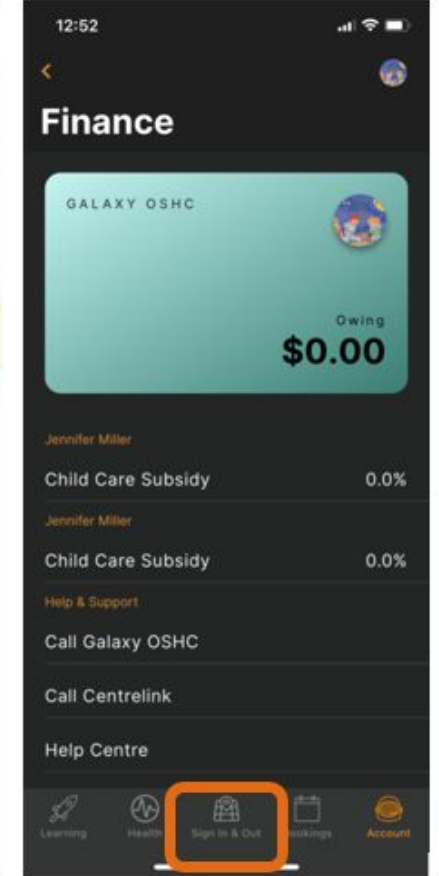 12:52
Finance
GALAXY OSHC
Owing
$0.00
Jennifer Miller
Child Care Subsidy 0.0%
Jennifer Miller
Child Care Subsidy 0.0%
Help & Support
Call Galaxy OSHC
Call Centrelink
Help Centre
Learning Health Sign In & Out ookings Account